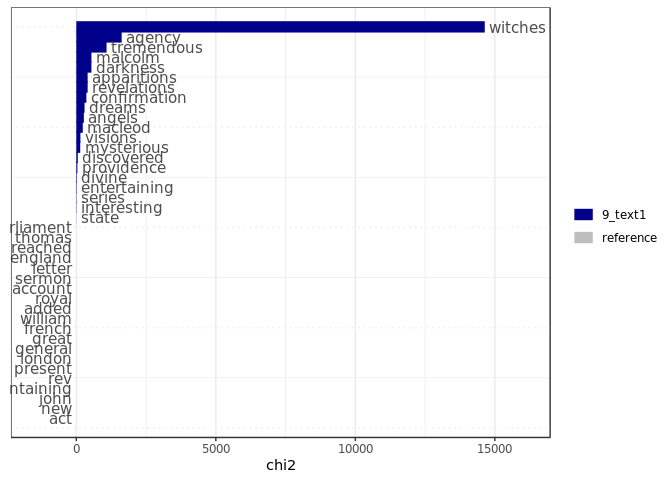 witches
agency
tremendous
malcolm
darkness
apparitions
revelations
confirmation
dreams
angels
macleod
visions
mysterious
discovered
providence
divine
entertaining
series
interesting
state
rliament
thomas
reached
england
letter
sermon
account
royal
added
william
french
great
general
london
present
rev
ntaining
john
new
act
9_text1
reference
0 5000 10000 15000
chi2